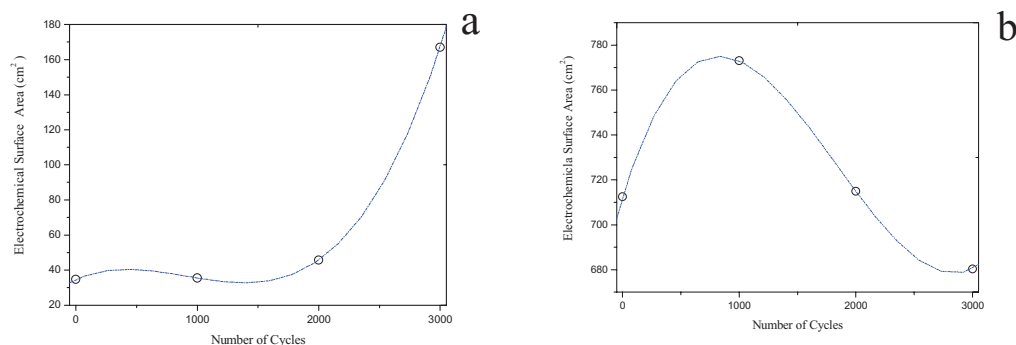 a
180
160
140
120
100
80
60
40
20
Electrochemical Surface Area (cm²)
0 1000 2000 3000
Number of Cycles
b
780
760
740
720
700
680
Electrochemicla Surface Area (cm²)
0 1000 2000 3000
Number of Cycles